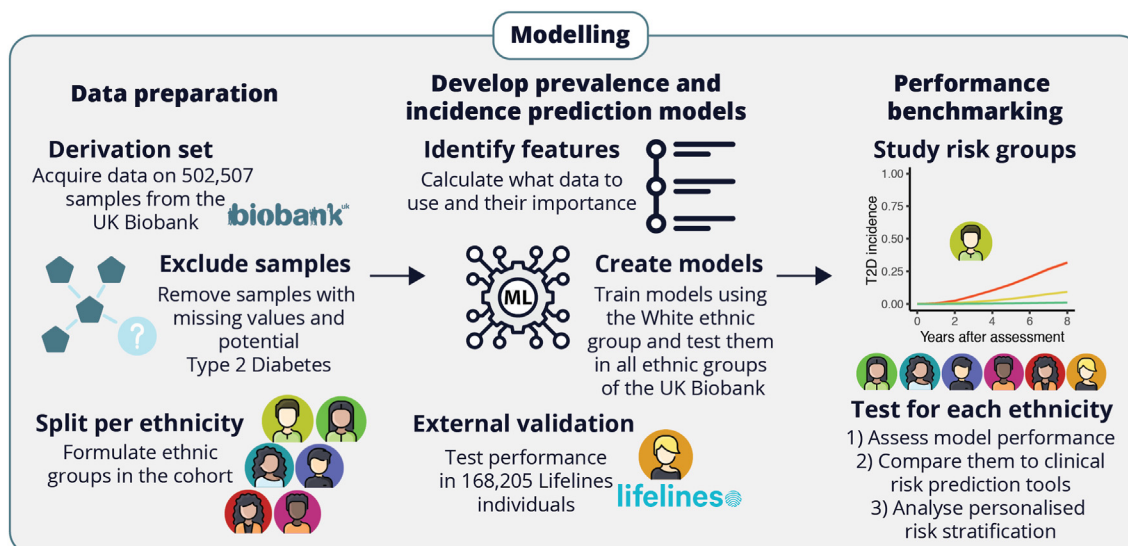 Modelling
Data preparation
Derivation set
Acquire data on 502,507
samples from the
UK Biobank
biobank uk
Exclude samples
Remove samples with
missing values and
potential
Type 2 Diabetes
?
Split per ethnicity
Formulate ethnic
groups in the cohort
Develop prevalence and
incidence prediction models
Identify features
Calculate what data to
use and their importance
ML
Create models
Train models using
the White ethnic
group and test them
in all ethnic groups
of the UK Biobank
External validation
Test performance
in 168,205 Lifelines
individuals
lifelines
Performance
benchmarking
Study risk groups
T2D incidence
1.00
0.75
0.50
0.25
0.00
0 2 4 6 8
Years after assessment
Test for each ethnicity
1) Assess model performance
2) Compare them to clinical
risk prediction tools
3) Analyse personalised
risk stratification